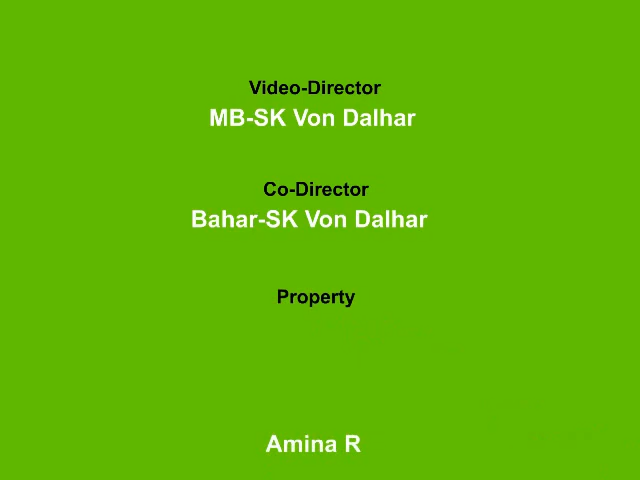 Video-Director
MB-SK Von Dalhar
Co-Director
Bahar-SK Von Dalhar
Property
Amina R